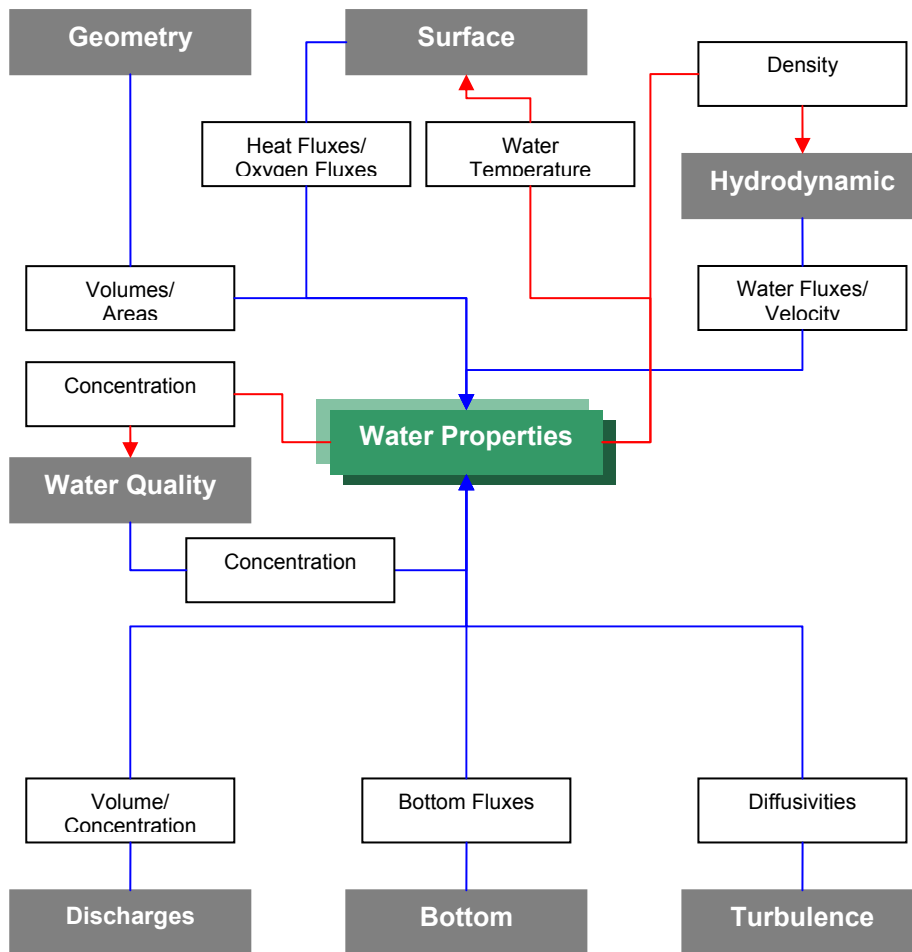 Geometry
Surface
Density
Heat Fluxes/
Oxygen Fluxes
Water
Temperature
Hydrodynamic
Volumes/
Areas
Water Fluxes/
Velocity
Concentration
Water Properties
Water Quality
Concentration
Volume/
Concentration
Bottom Fluxes
Diffusivities
Discharges
Bottom
Turbulence